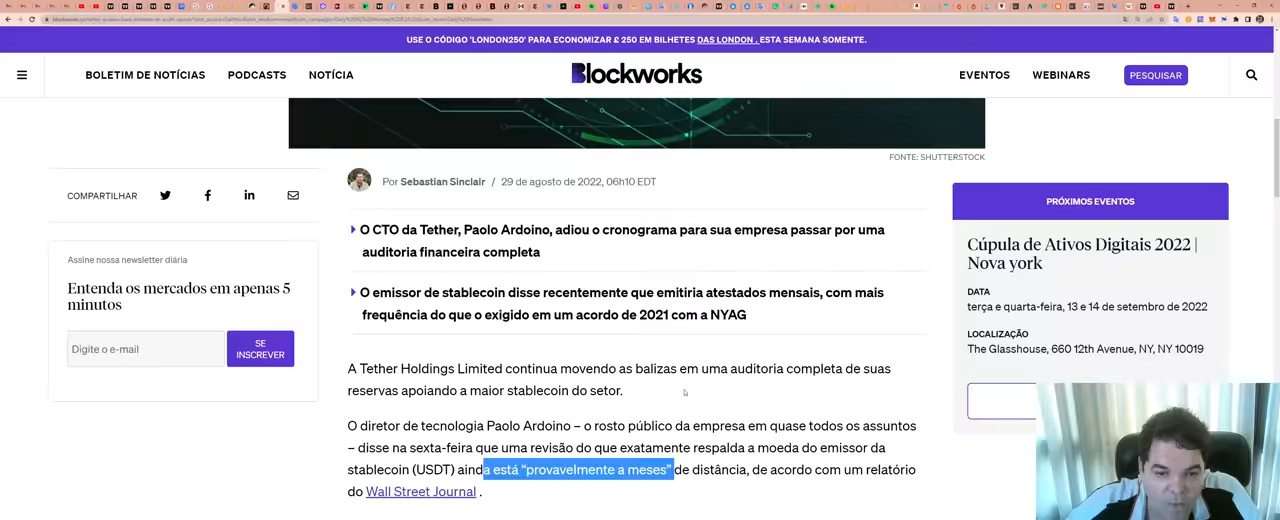 USE O CÓDIGO 'LONDON250' PARA ECONOMIZAR £ 250 EM BILHETES DAS LONDON . ESTA SEMANA SOMENTE.
BOLETIM DE NOTÍCIAS PODCASTS NOTÍCIA Blockworks EVENTOS WEBINARS PESQUISAR
FONTE: SHUTTERSTOCK
COMPARTILHAR
Por Sebastian Sinclair / 29 de agosto de 2022, 06h10 EDT
O CTO da Tether, Paolo Ardoino, adiou o cronograma para sua empresa passar por uma
auditoria financeira completa
O emissor de stablecoin disse recentemente que emitiria atestados mensais, com mais
frequência do que o exigido em um acordo de 2021 com a NYAG
A Tether Holdings Limited continua movendo as balizas em uma auditoria completa de suas
reservas apoiando a maior stablecoin do setor.
O diretor de tecnologia Paolo Ardoino – o rosto público da empresa em quase todos os assuntos
– disse na sexta-feira que uma revisão do que exatamente respalda a moeda do emissor da
stablecoin (USDT) ainda está “provavelmente a meses” de distância, de acordo com um relatório
do Wall Street Journal .
Assine nossa newsletter diária
Entenda os mercados em apenas 5
minutos
Digite o e-mail
SE
INSCREVER
PRÓXIMOS EVENTOS
Cúpula de Ativos Digitais 2022 |
Nova york
DATA
terça e quarta-feira, 13 e 14 de setembro de 2022
LOCALIZAÇÃO
The Glasshouse, 660 12th Avenue, NY, NY 10019